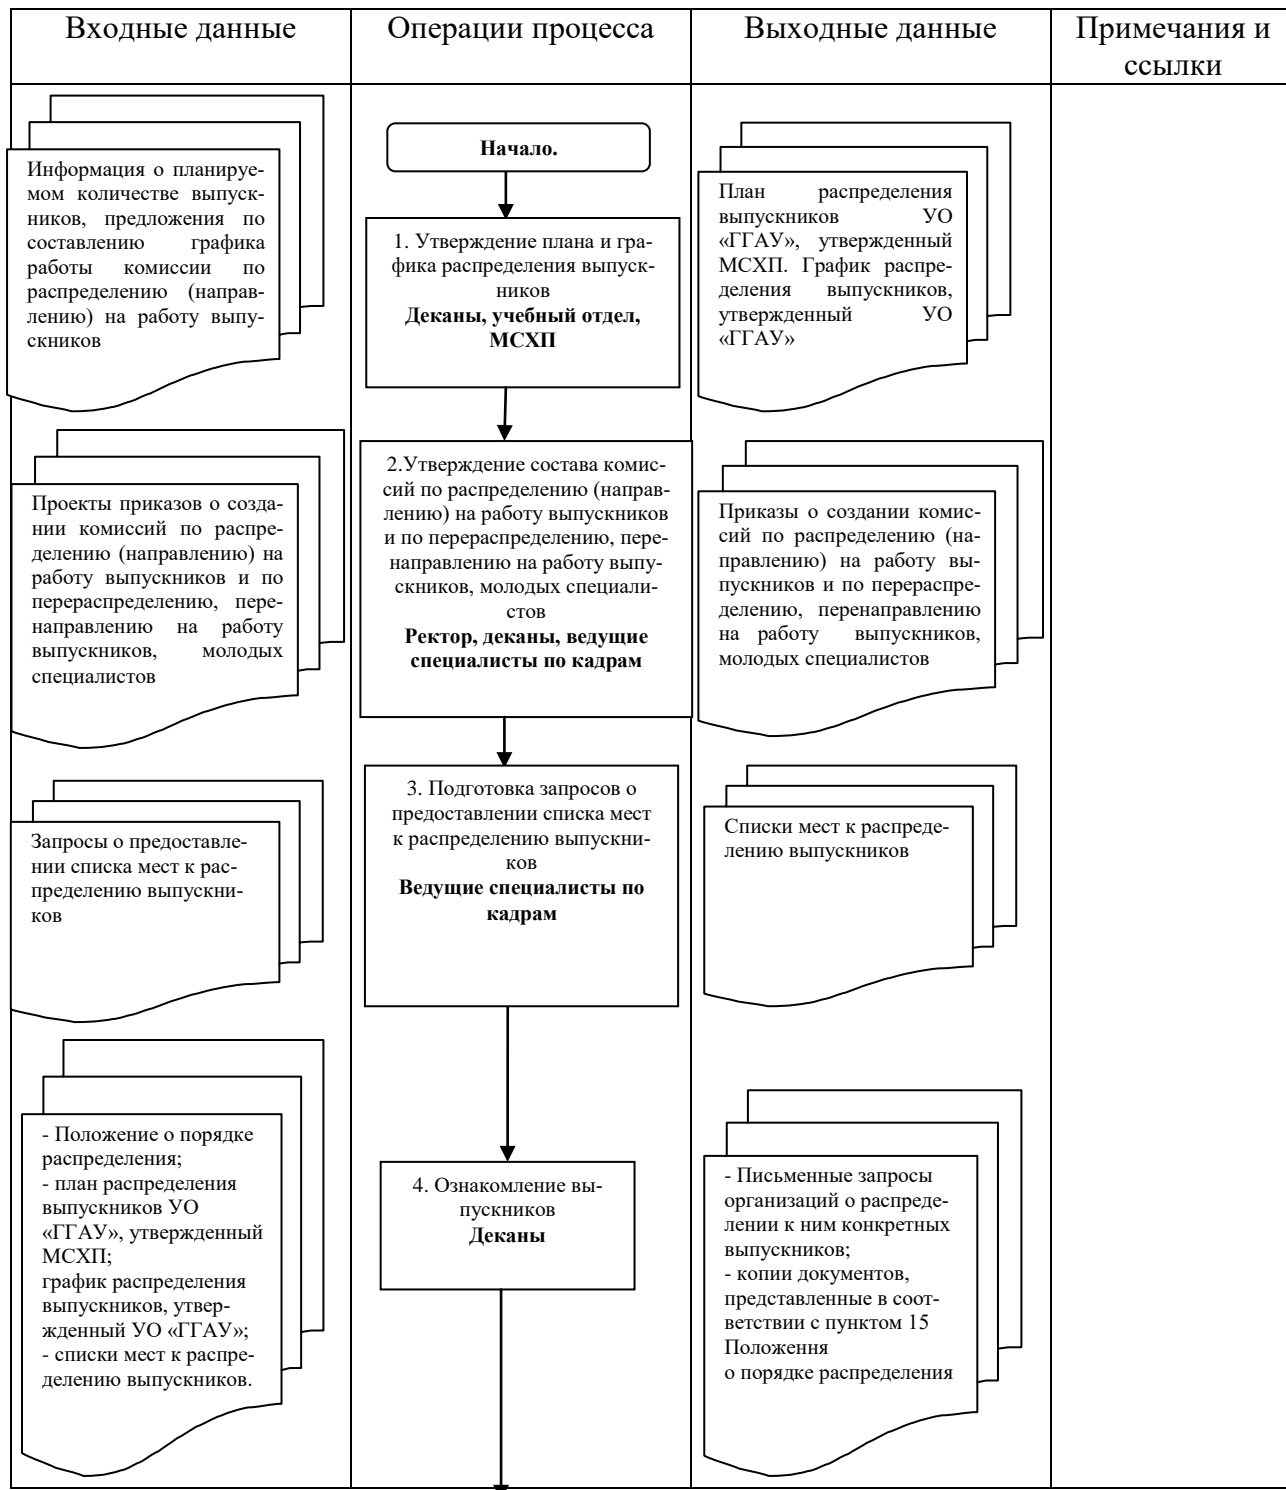 Входные данные
Операции процесса
Выходные данные
Примечания и
ссылки
Информация о планируе-
мом количестве выпуск-
ников, предложения по
составлению графика
работы комиссии по
распределению (направ-
лению) на работу выпу-
скников
Начало.
1. Утверждение плана и гра-
фика распределения выпуск-
ников
Деканы, учебный отдел,
МСХП
План распределения
выпускников УО
«ГГАУ», утвержденный
МСХП. График распре-
деления выпускников,
утвержденный УО
«ГГАУ»
Проекты приказов о созда-
нии комиссий по распре-
делению (направлению) на
работу выпускников и по
перераспределению, пере-
направлению на работу
выпускников, молодых
специалистов
2.Утверждение состава комис-
сий по распределению (направ-
лению) на работу выпускников
и по перераспределению, пере-
направлению на работу выпу-
скников, молодых специали-
стов
Ректор, деканы, ведущие
специалисты по кадрам
Приказы о создании комис-
сий по распределению (на-
правлению) на работу вы-
пускников и по перераспре-
делению, перенаправлению
на работу выпускников,
молодых специалистов
Запросы о предоставле-
нии списка мест к рас-
пределению выпускни-
ков
3. Подготовка запросов о
предоставлении списка мест
к распределению выпускни-
ков
Ведущие специалисты по
кадрам
Списки мест к распреде-
лению выпускников
- Положение о порядке
распределения;
- план распределения
выпускников УО
«ГГАУ», утвержденный
МСХП;
график распределения
выпускников, утвер-
жденный УО «ГГАУ»;
- списки мест к распре-
делению выпускников.
4. Ознакомление вы-
пускников
Деканы
- Письменные запросы
организаций о распреде-
лении к ним конкретных
выпускников;
- копии документов,
представленные в соот-
ветствии с пунктом 15
Положення
о порядке распределения